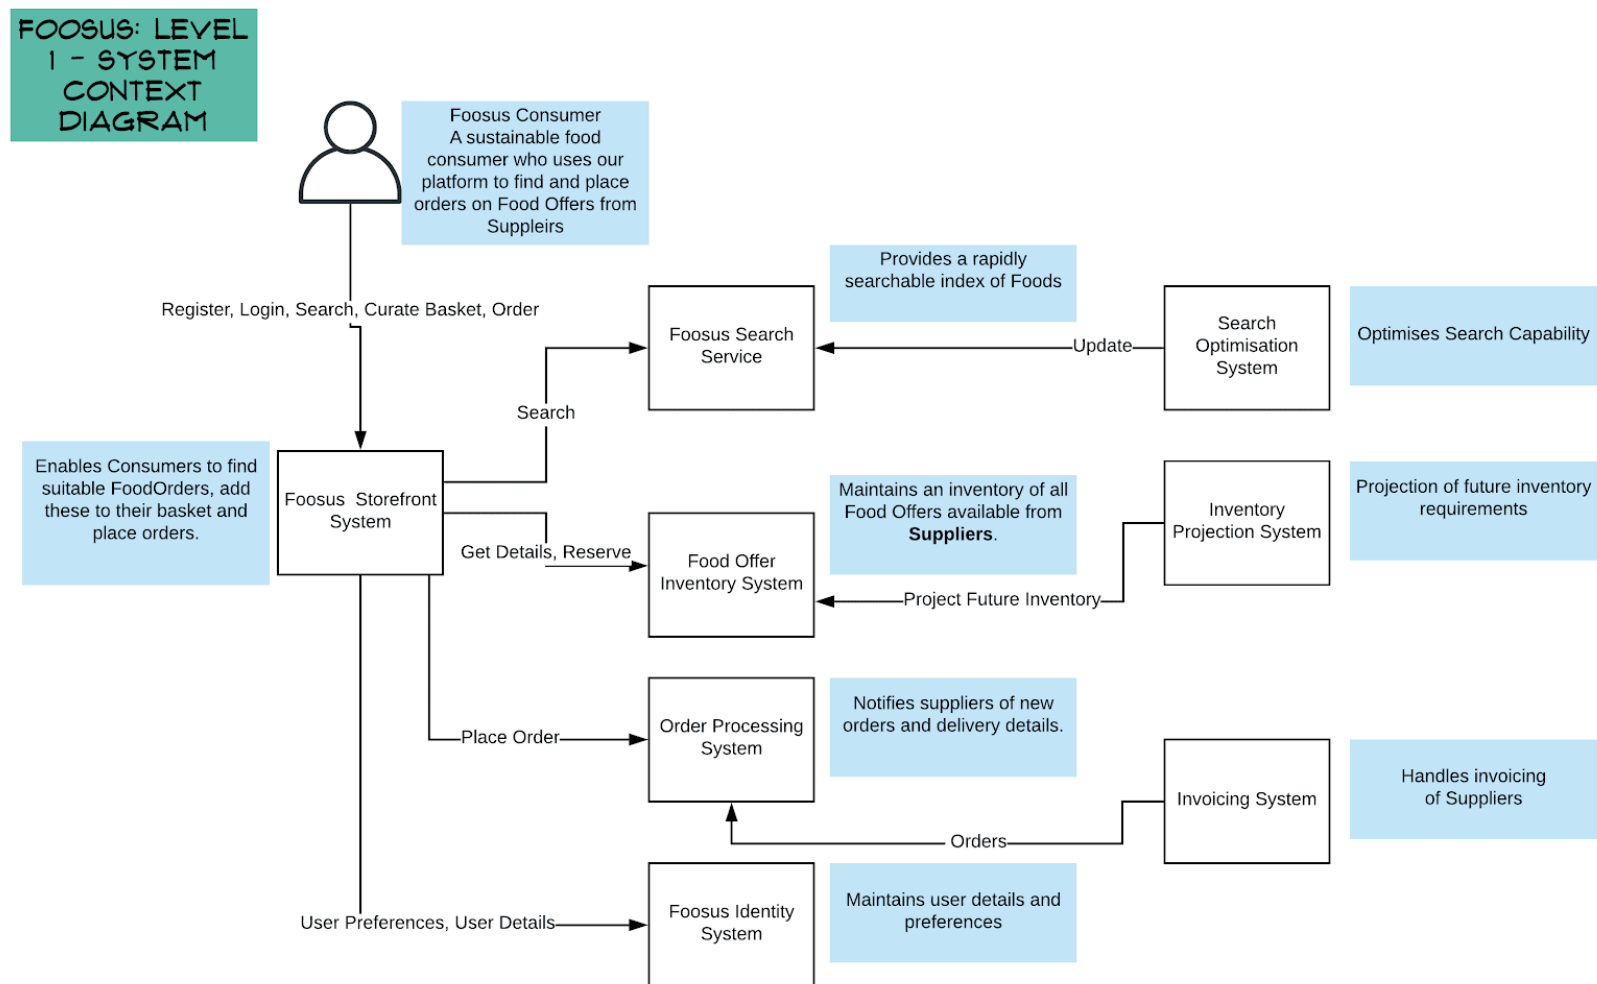 FOOSUS: LEVEL
1 - SYSTEM
CONTEXT
DIAGRAM
Foosus Consumer
A sustainable food
consumer who uses our
platform to find and place
orders on Food Offers from
Suppleirs
Register, Login, Search, Curate Basket, Order
Provides a rapidly
searchable index of Foods
Foosus Search
Service
Update
Search
Optimisation
System
Optimises Search Capability
Search
Enables Consumers to find
suitable FoodOrders, add
these to their basket and
place orders.
Foosus Storefront
System
Get Details, Reserve
Maintains an inventory of all
Food Offers available from
Suppliers.
Food Offer
Inventory System
Project Future Inventory
Inventory
Projection System
Projection of future inventory
requirements
Place Order
Order Processing
System
Notifies suppliers of new
orders and delivery details.
Orders
Invoicing System
Handles invoicing
of Suppliers
User Preferences, User Details
Foosus Identity
System
Maintains user details and
preferences